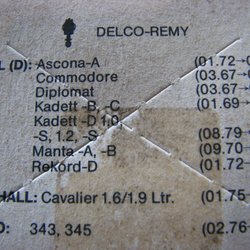 DELCO-REMY
L (D): Ascona-A (01.72→
Commodore (03.67→
Diplomat (03.67→
Kadett -B, -C (01.69
Kadett -D 1,0,
-S, 1.2, -S (08.79
Manta -A, -B (09.70
Rekord-D (01.72
HALL: Cavalier 1.6/1.9 Ltr. (01.75
O: 343, 345 (02.76